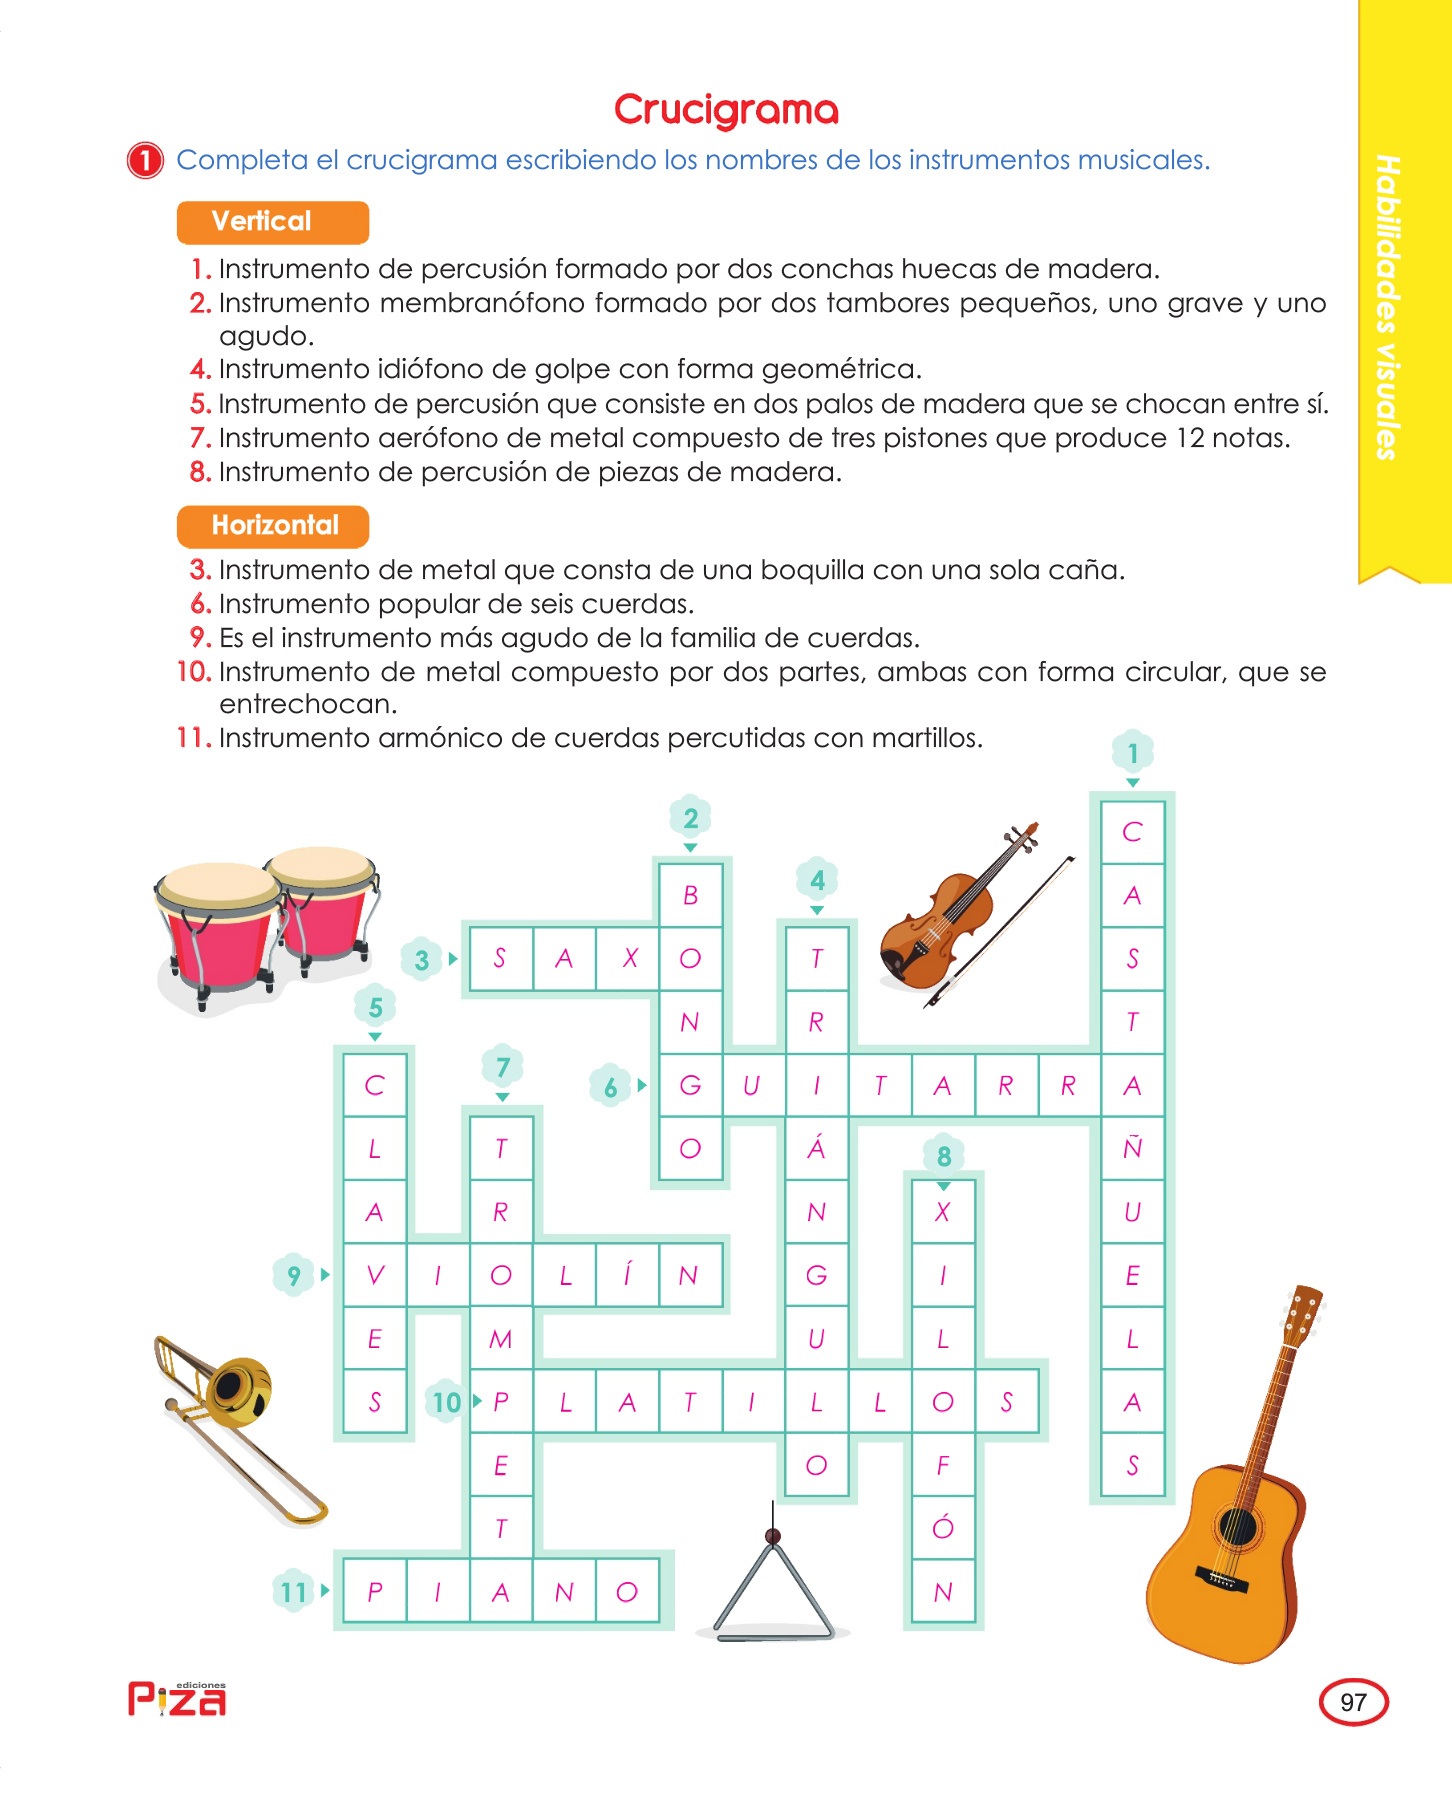 Crucigrama
1 Completa el crucigrama escribiendo los nombres de los instrumentos musicales.
Vertical
1. Instrumento de percusión formado por dos conchas huecas de madera.
2. Instrumento membranófono formado por dos tambores pequeños, uno grave y uno
agudo.
4. Instrumento idiófono de golpe con forma geométrica.
5. Instrumento de percusión que consiste en dos palos de madera que se chocan entre sí.
7. Instrumento aerófono de metal compuesto de tres pistones que produce 12 notas.
8. Instrumento de percusión de piezas de madera.
Horizontal
3. Instrumento de metal que consta de una boquilla con una sola caña.
6. Instrumento popular de seis cuerdas.
9. Es el instrumento más agudo de la familia de cuerdas.
10. Instrumento de metal compuesto por dos partes, ambas con forma circular, que se
entrechocan.
11. Instrumento armónico de cuerdas percutidas con martillos.
Habilidades visuales
1
2
C
4
B A
3 S A X O T S
5
N R T
7
C 6 G U I T A R R A
L T O Á 8 Ñ
A R N X U
9 V I O L Í N G I E
E M U L L
S 10 P L A T I L L O S A
E O F S
T Ó
11 P I A N O N
ediciones
Piza
97